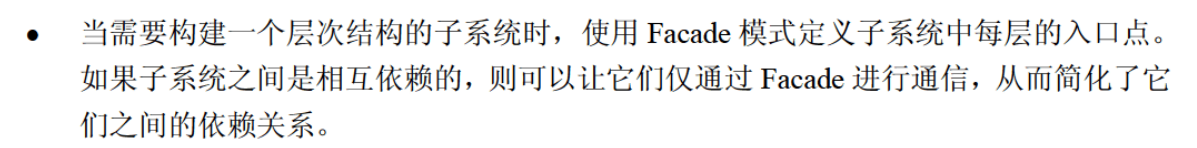 ● 当需要构建一个层次结构的子系统时，使用 Facade 模式定义子系统中每层的入口点。
如果子系统之间是相互依赖的，则可以让它们仅通过 Facade 进行通信，从而简化了它
们之间的依赖关系。